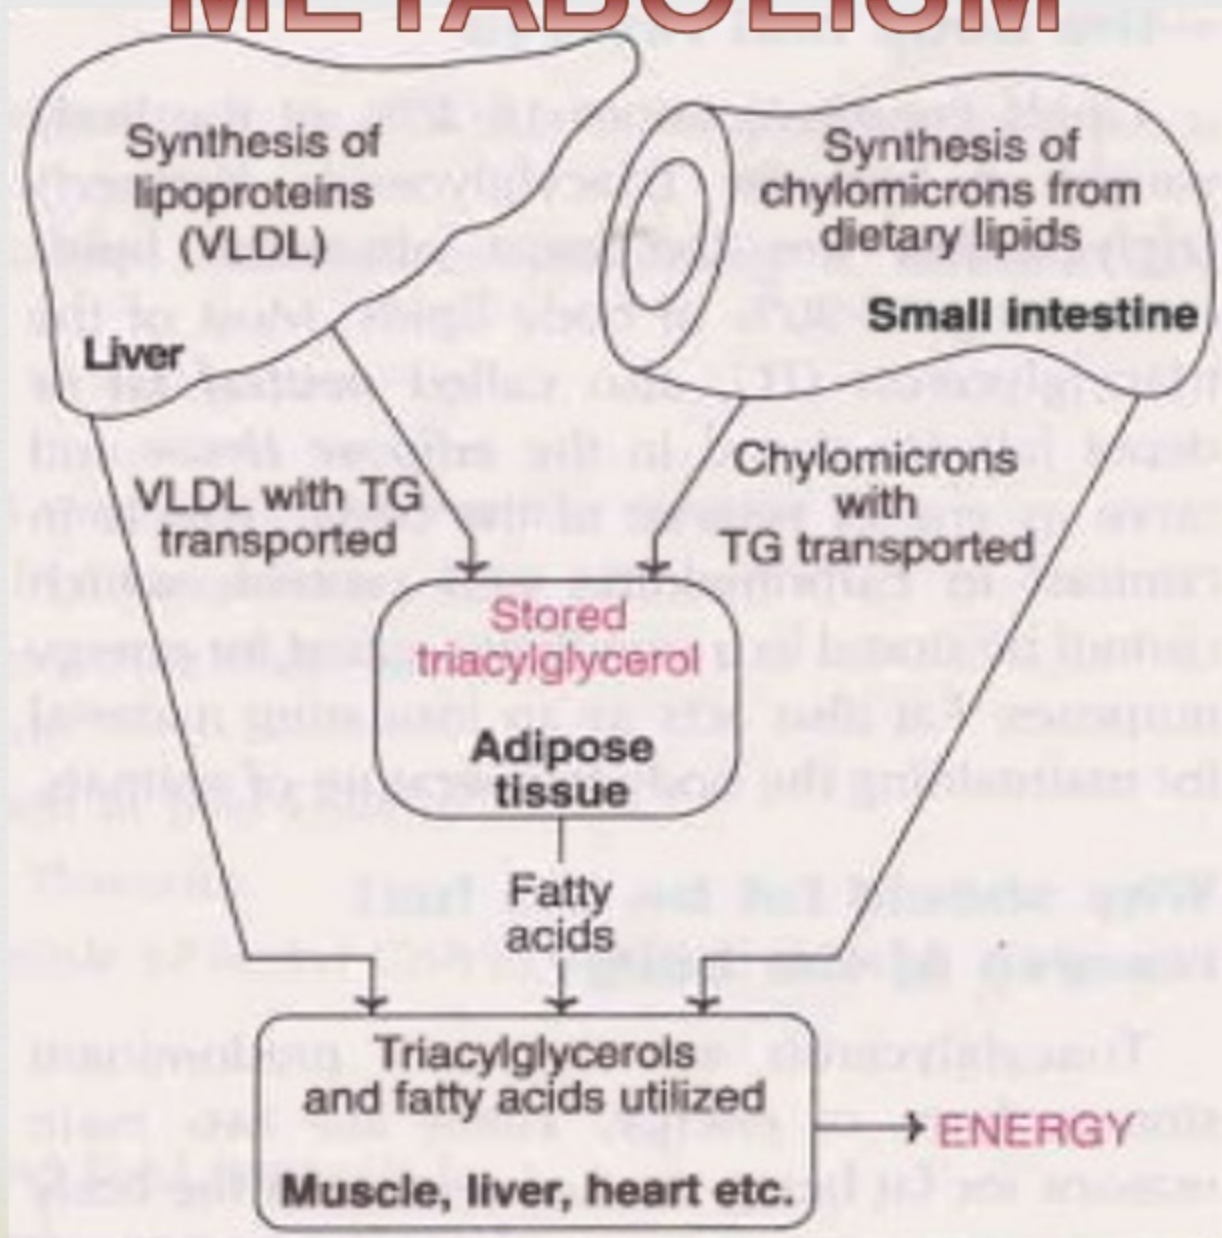 METABOLISM
Synthesis of
lipoproteins
(VLDL)
Liver
Synthesis of
chylomicrons from
dietary lipids
Small intestine
VLDL with TG
transported
Chylomicrons
with
TG transported
Stored
triacylglycerol
Adipose
tissue
Fatty
acids
Triacylglycerols
and fatty acids utilized
Muscle, liver, heart etc.
ENERGY